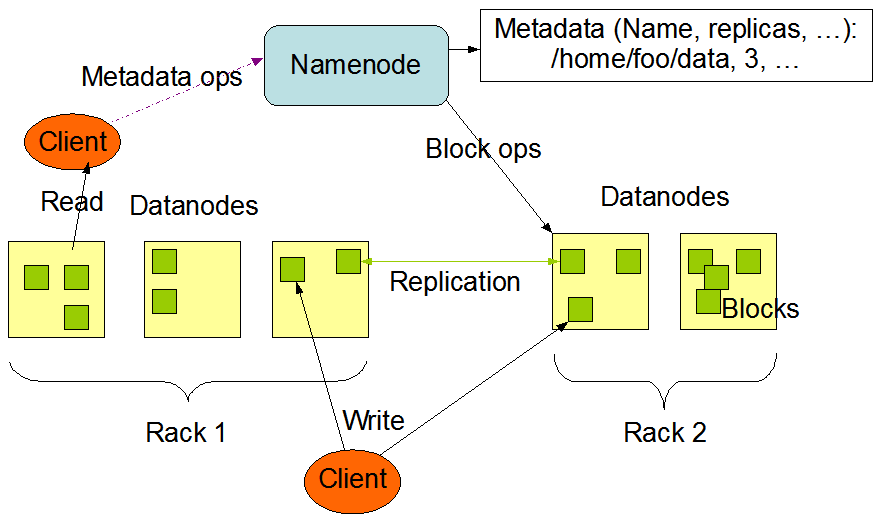 Metadata (Name, replicas, …):
/home/foo/data, 3, …
Namenode
Metadata ops
Client
Block ops
Read
Datanodes
Datanodes
Replication
Blocks
Rack 1
Write
Rack 2
Client